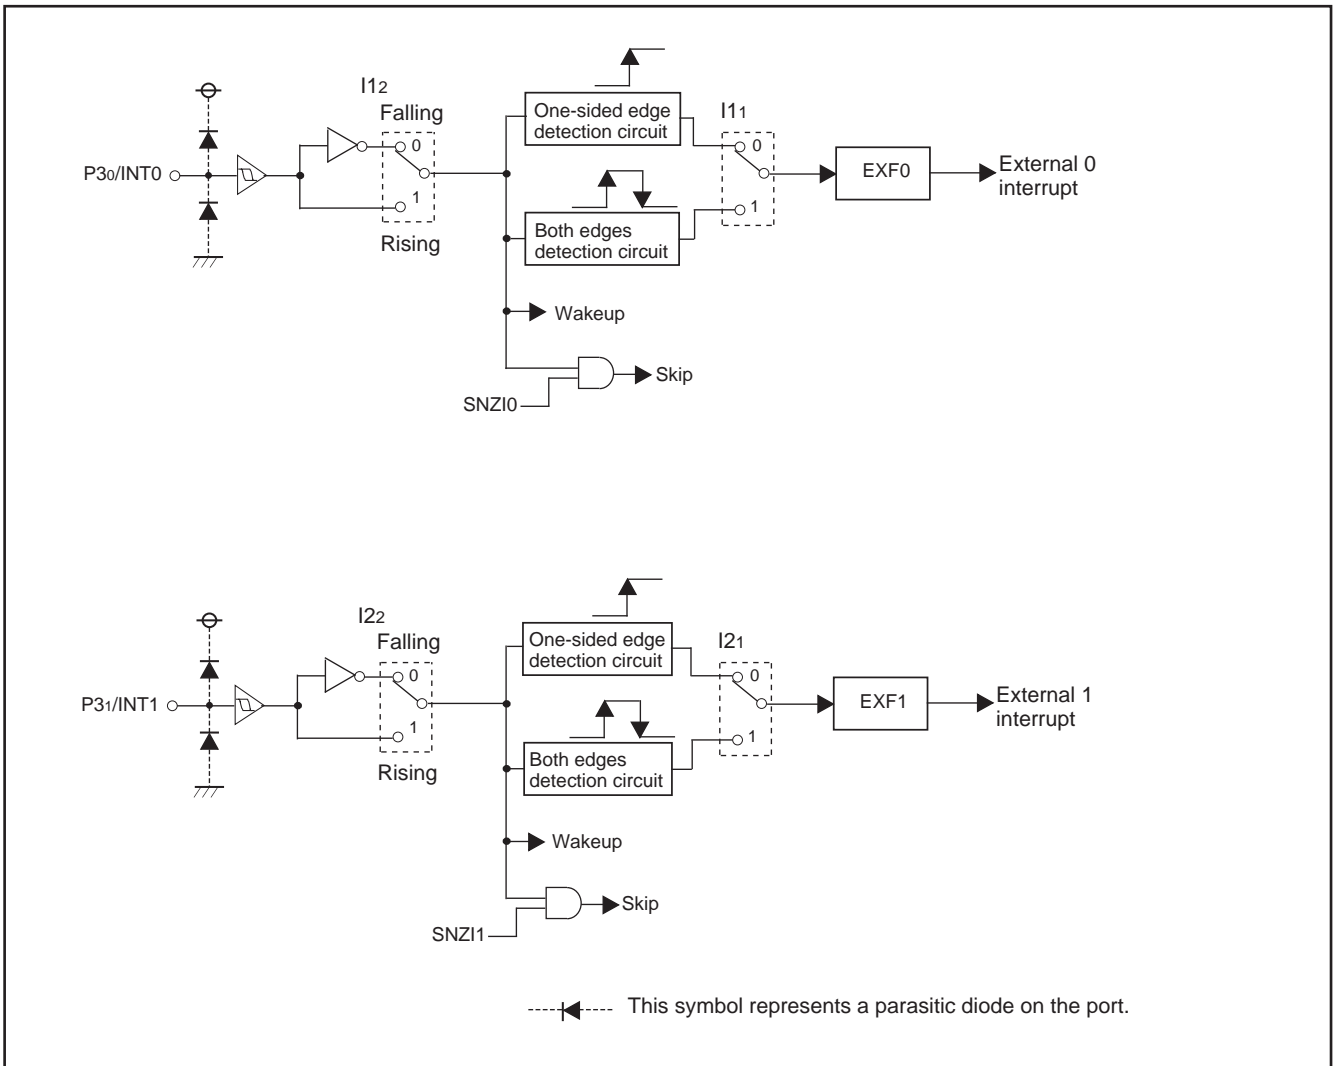 I12
Falling
0
1
Rising
P30/INT0
One-sided edge
detection circuit
Both edges
detection circuit
I11
0
1
EXF0
External 0
interrupt
Wakeup
Skip
SNZI0
I22
Falling
0
1
Rising
P31/INT1
One-sided edge
detection circuit
Both edges
detection circuit
I21
0
1
EXF1
External 1
interrupt
Wakeup
Skip
SNZI1
This symbol represents a parasitic diode on the port.